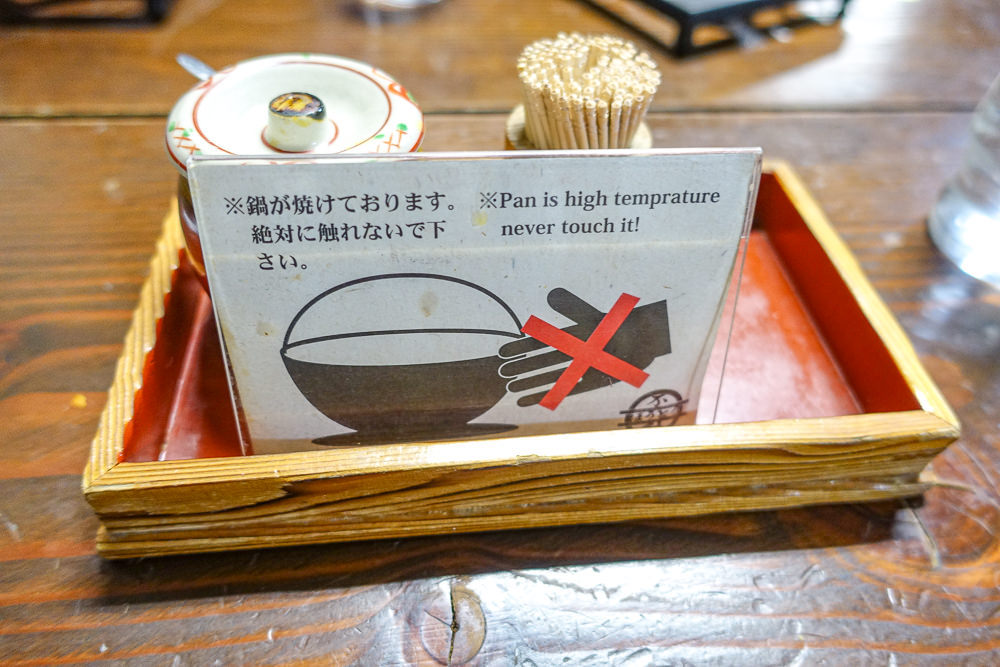 ※鍋が焼けております。
絶対に触れないで下
さい。
※Pan is high temprature
never touch it!